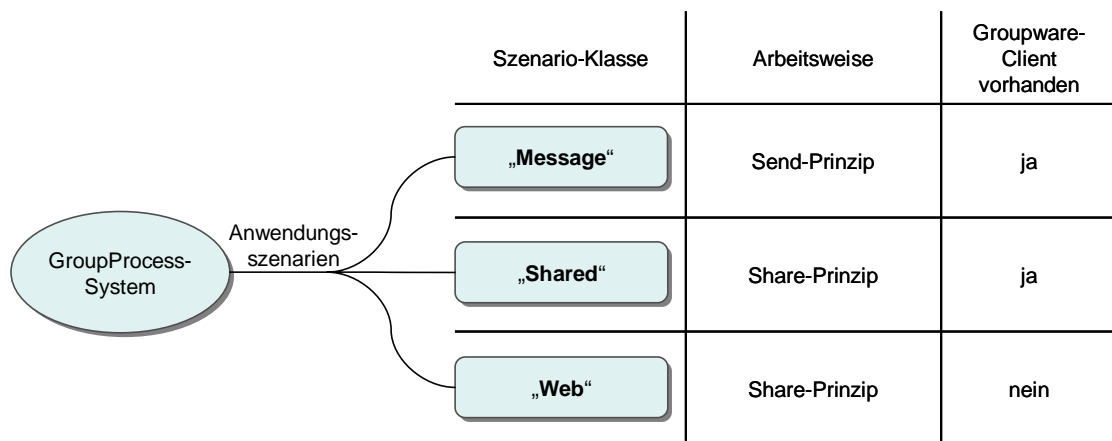 Szenario-Klasse
Arbeitsweise
Groupware-
Client
vorhanden
„Message“
Send-Prinzip
ja
Anwendungs-
szenarien
GroupProcess-
System
„Shared“
Share-Prinzip
ja
„Web“
Share-Prinzip
nein